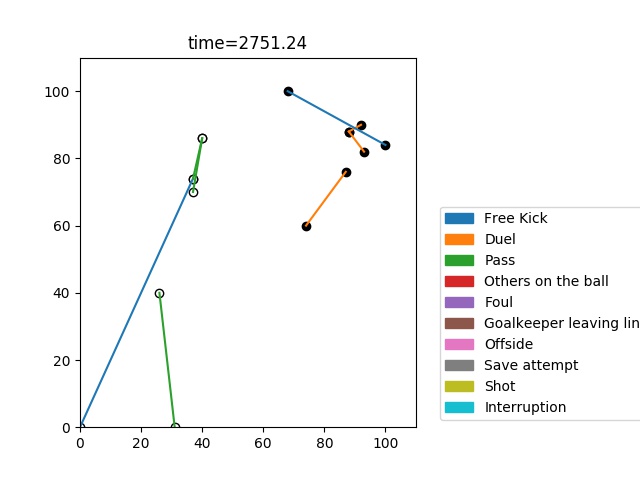 time=2751.24
100
80
60
40
20
0
0 20 40 60 80 100
Free Kick
Duel
Pass
Others on the ball
Foul
Goalkeeper leaving lin
Offside
Save attempt
Shot
Interruption